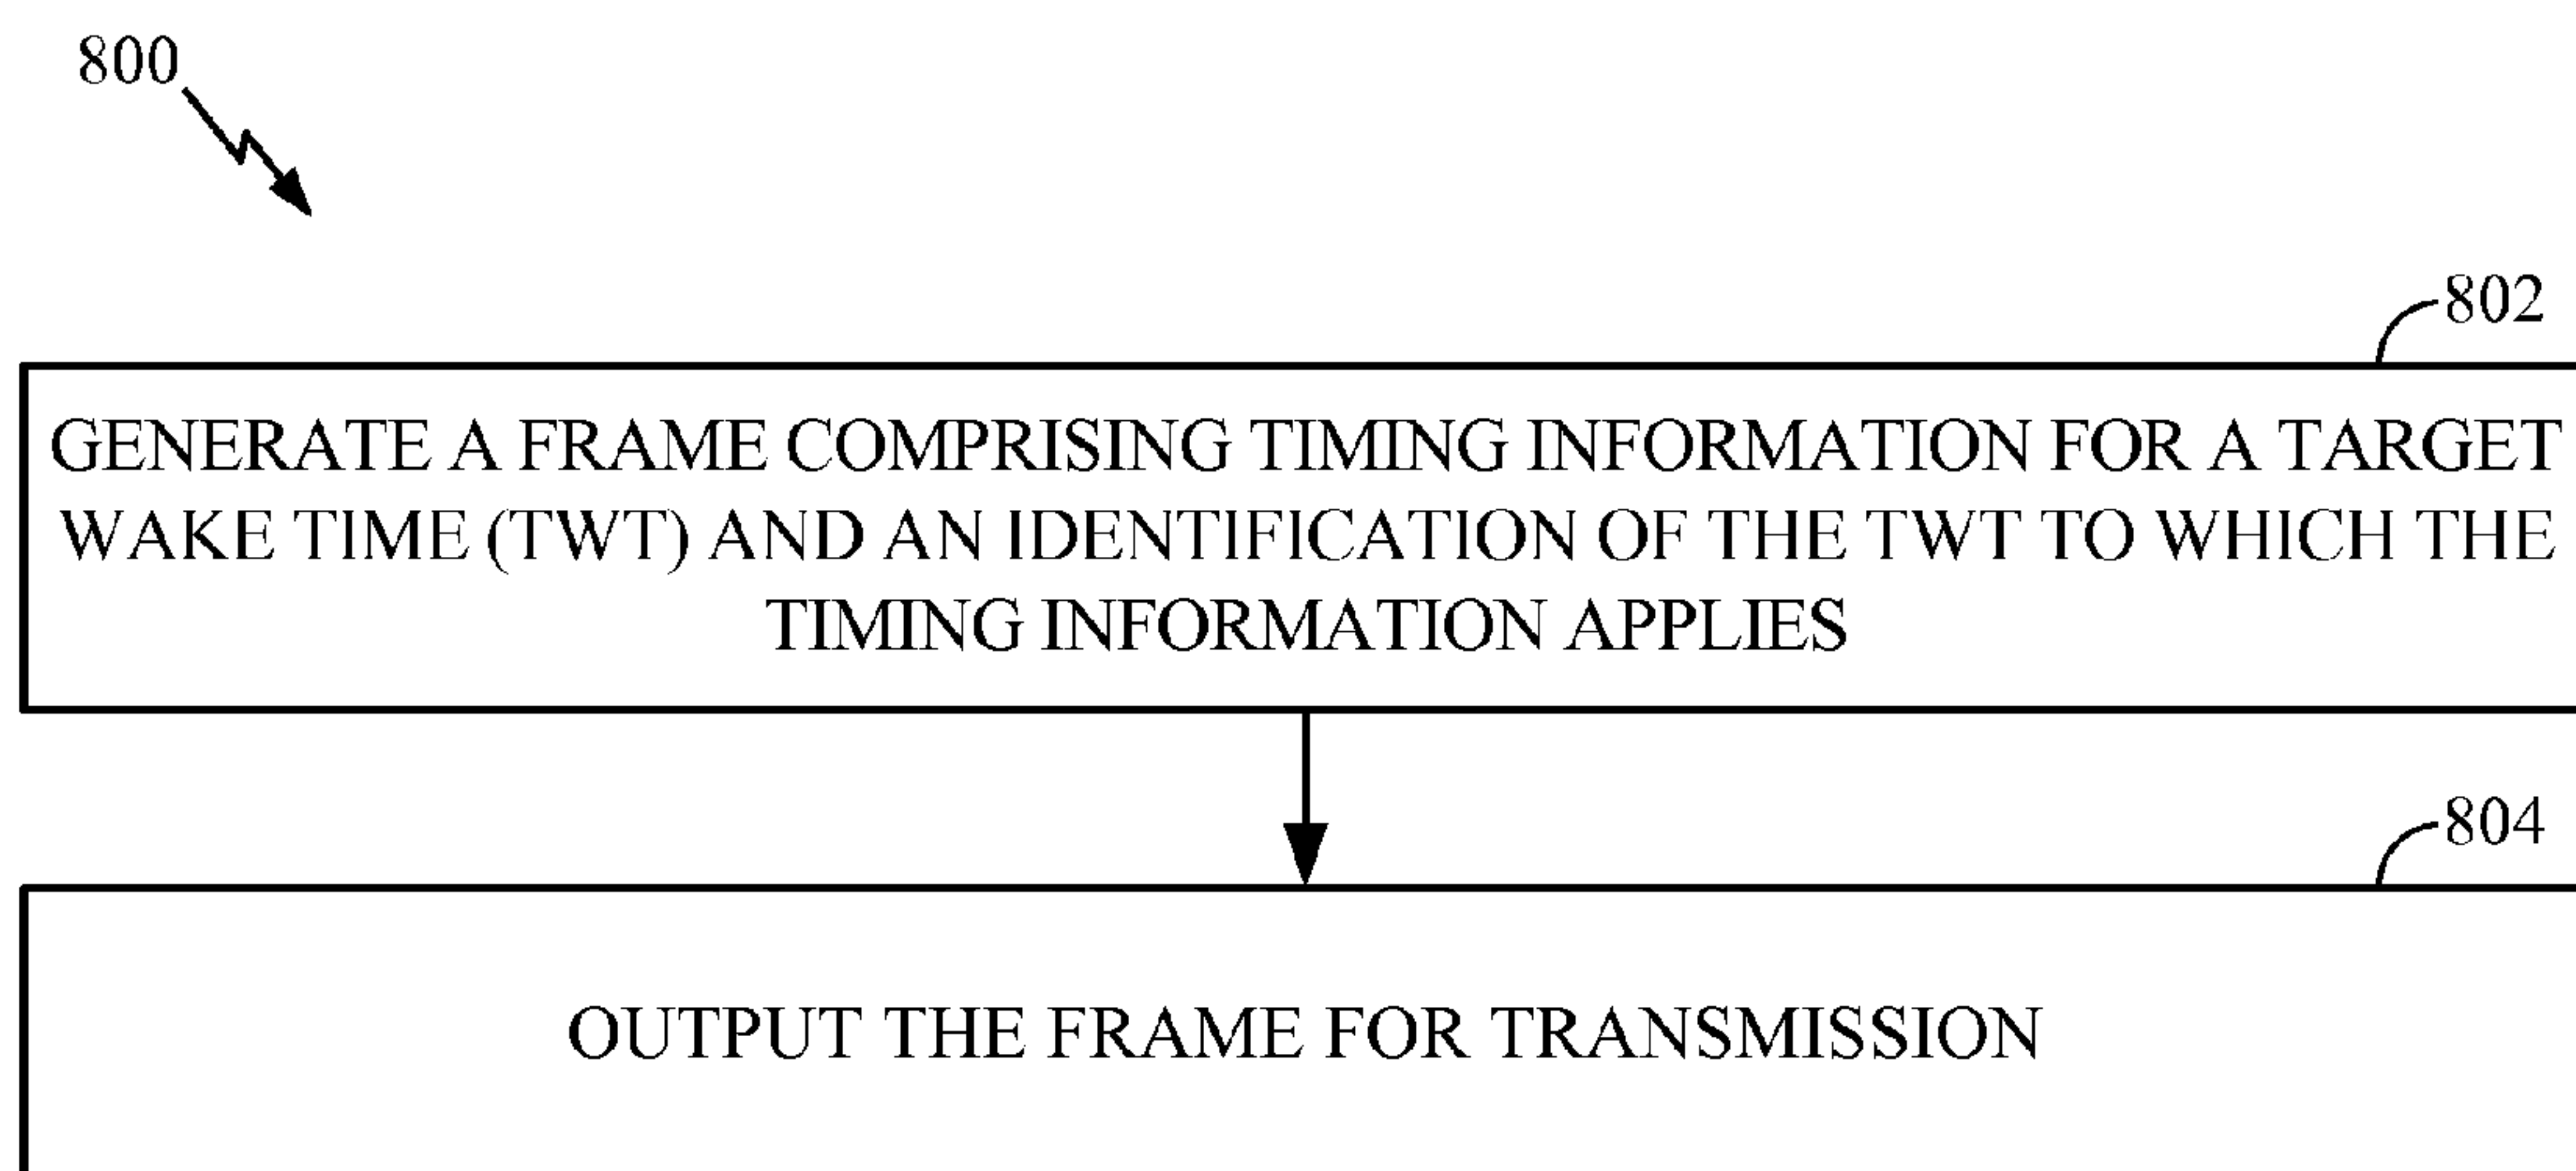 800
802
GENERATE A FRAME COMPRISING TIMING INFORMATION FOR A TARGET
WAKE TIME (TWT) AND AN IDENTIFICATION OF THE TWT TO WHICH THE
TIMING INFORMATION APPLIES
804
OUTPUT THE FRAME FOR TRANSMISSION